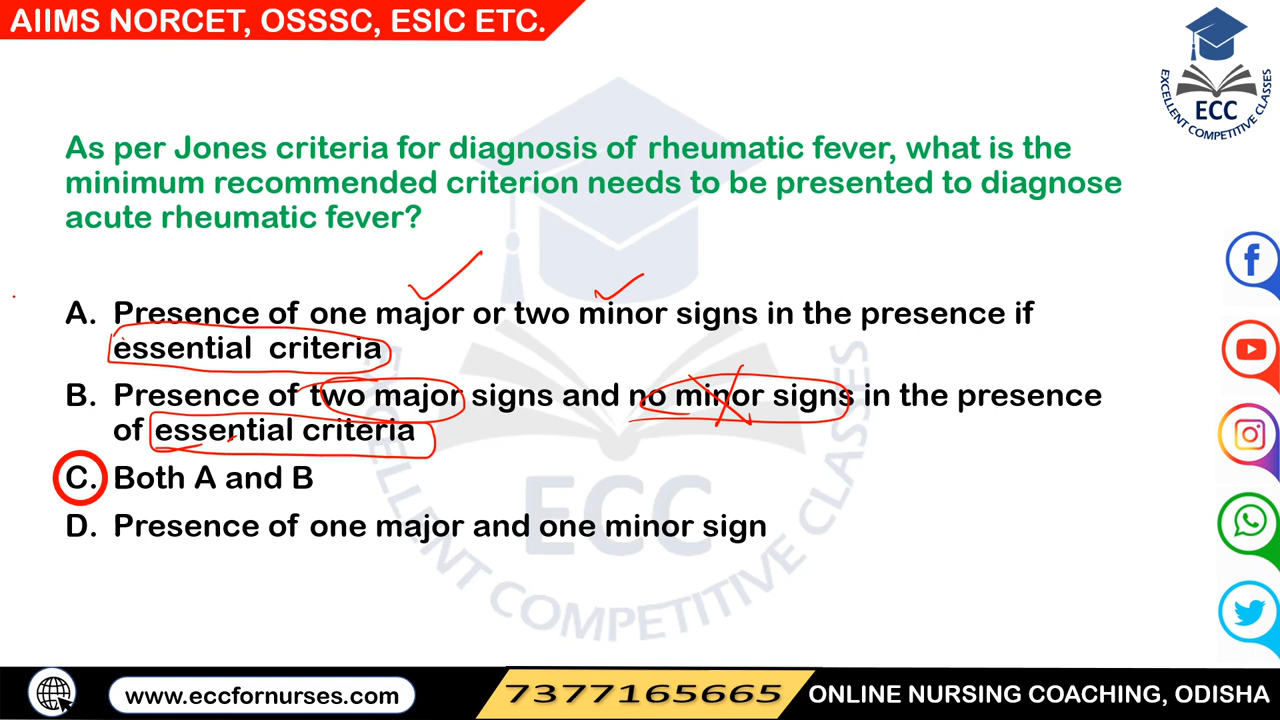 AIIMS NORCET, OSSSC, ESIC ETC.
ECC
EXCELLENT COMPETITIVE CLASSES
As per Jones criteria for diagnosis of rheumatic fever, what is the
minimum recommended criterion needs to be presented to diagnose
acute rheumatic fever?
A. Presence of one major or two minor signs in the presence if
essential criteria
B. Presence of two major signs and no minor signs in the presence
of essential criteria
C. Both A and B
D. Presence of one major and one minor sign
ECC
EXCELLENT COMPETITIVE CLASSES
www.eccfornurses.com
7377165665
ONLINE NURSING COACHING, ODISHA